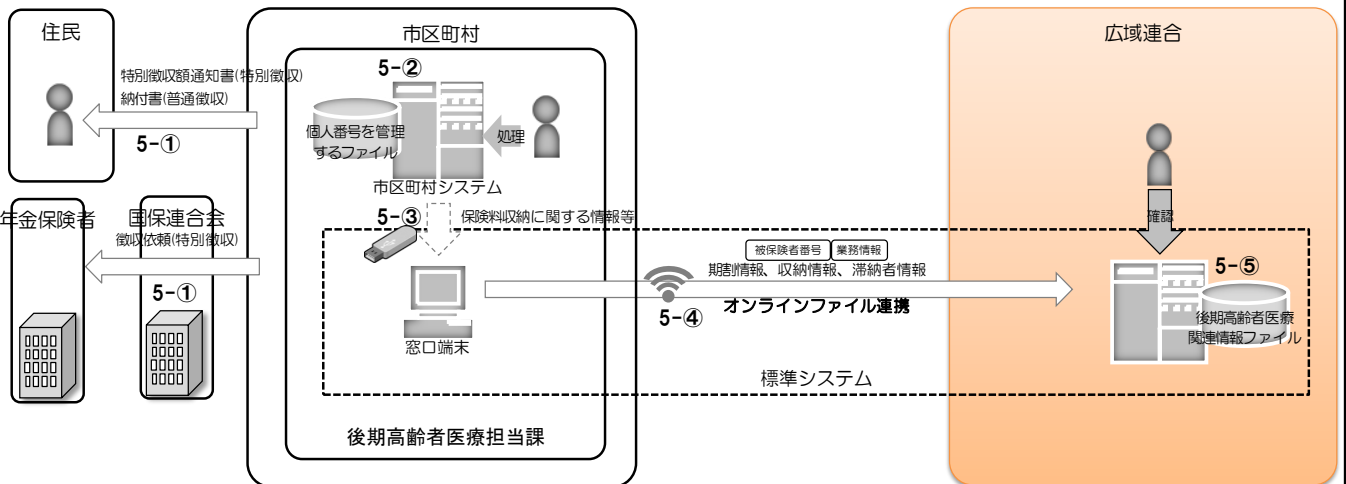 住民
市区町村
広域連合
特別徴収額通知書(特別徴収)
納付書(普通徴収)
5-①
5-②
個人番号を管理
するファイル
処理
市区町村システム
年金保険者
国保連合会
徴収依頼(特別徴収)
5-①
5-③
保険料収納に関する情報等
被保険者番号
業務情報
期割情報、収納情報、滞納者情報
5-④
オンラインファイル連携
窓口端末
確認
5-⑤
後期高齢者医療
関連情報ファイル
標準システム
後期高齢者医療担当課